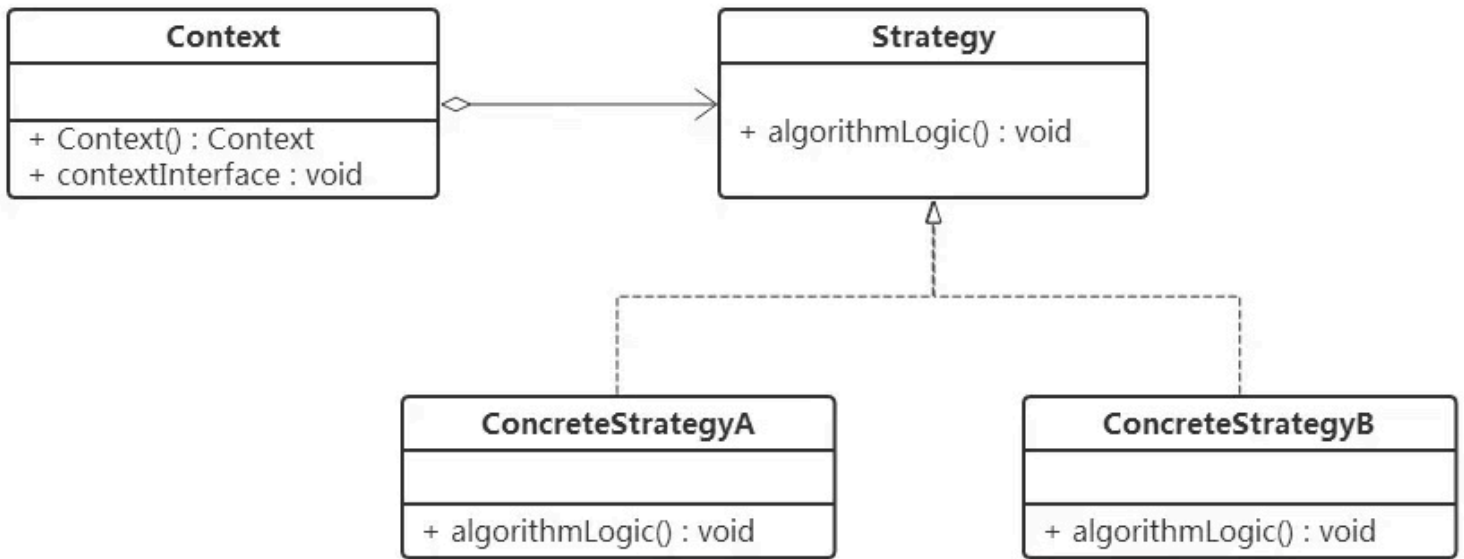 Context
+ Context() : Context
+ contextInterface : void
Strategy
+ algorithmLogic() : void
ConcreteStrategyA
+ algorithmLogic() : void
ConcreteStrategyB
+ algorithmLogic() : void